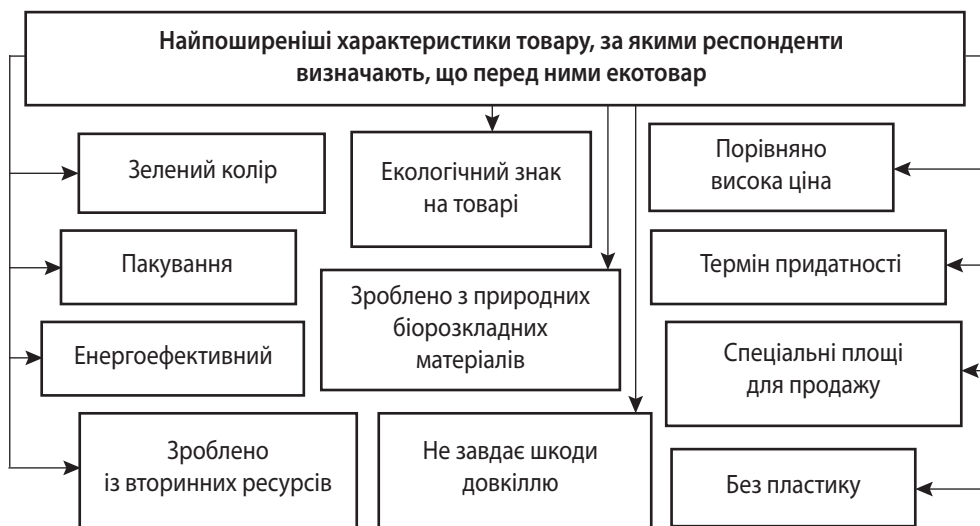 Найпоширеніші характеристики товару, за якими респонденти
визначають, що перед ними екотовар
Зелений колір
Екологічний знак
на товарі
Порівняно
висока ціна
Пакування
Зроблено з природних
біорозкладних
матеріалів
Термін придатності
Енергоефективний
Спеціальні площі
для продажу
Зроблено
із вторинних ресурсів
Не завдає шкоди
довкіллю
Без пластику